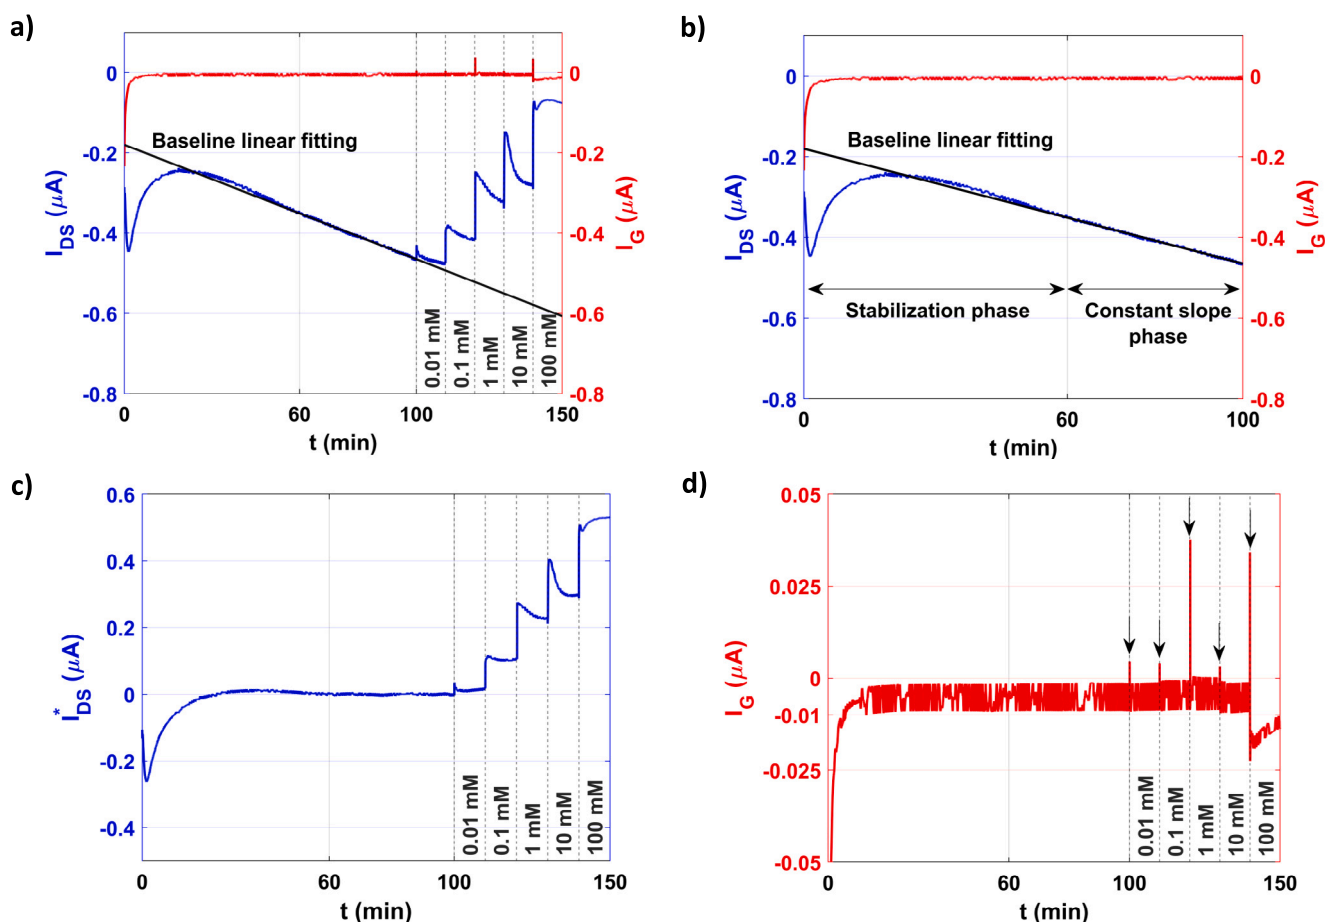 a)
0
-0.2
-0.4
-0.6
-0.8
I_DS (μA)
Baseline linear fitting
0
-0.2
-0.4
-0.6
-0.8
I_G (μA)
0.01 mM
0.1 mM
1 mM
10 mM
100 mM
0
60
100
150
t (min)
b)
0
-0.2
-0.4
-0.6
-0.8
I_DS (μA)
Baseline linear fitting
Stabilization phase
Constant slope
phase
0
-0.2
-0.4
-0.6
-0.8
I_G (μA)
0
60
100
t (min)
c)
0.6
0.4
0.2
0
-0.2
-0.4
I*_DS (μA)
0.01 mM
0.1 mM
1 mM
10 mM
100 mM
0
60
100
150
t (min)
d)
0.05
0.025
0
-0.01
-0.025
-0.05
I_G (μA)
0.01 mM
0.1 mM
1 mM
10 mM
100 mM
0
60
100
150
t (min)